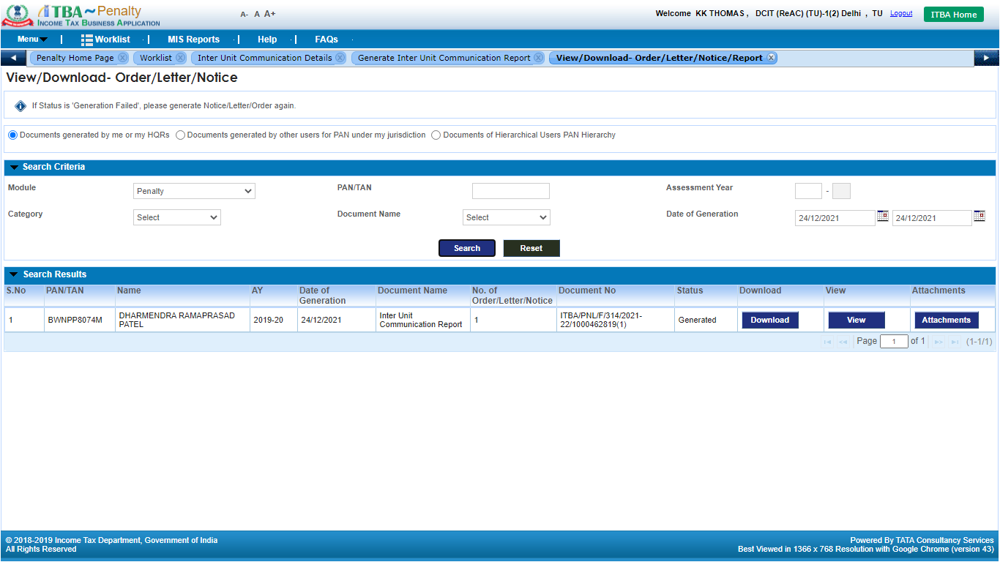 ITBA~Penalty
INCOME TAX BUSINESS APPLICATION
A- A A+
Welcome KK THOMAS , DCIT (ReAC) (TU)-1(2) Delhi , TU Logout ITBA Home
Menu | Worklist | MIS Reports | Help | FAQs
Penalty Home Page Worklist Inter Unit Communication Details Generate Inter Unit Communication Report View/Download- Order/Letter/Notice/Report
View/Download- Order/Letter/Notice
If Status is 'Generation Failed', please generate Notice/Letter/Order again.
Documents generated by me or my HQRs Documents generated by other users for PAN under my jurisdiction Documents of Hierarchical Users PAN Hierarchy
Search Criteria
Module Penalty PAN/TAN Assessment Year -
Category Select Document Name Select Date of Generation 24/12/2021 24/12/2021
Search Reset
Search Results
S.No PAN/TAN Name AY Date of Generation Document Name No. of Order/Letter/Notice Document No Status Download View Attachments
1 BWNPP8074M DHARMENDRA RAMAPRASAD PATEL 2019-20 24/12/2021 Inter Unit Communication Report 1 ITBA/PNL/F/314/2021-22/1000462819(1) Generated Download View Attachments
Page 1 of 1 (1-1/1)
© 2018-2019 Income Tax Department, Government of India
All Rights Reserved
Powered By TATA Consultancy Services
Best Viewed in 1366 x 768 Resolution with Google Chrome (version 43)